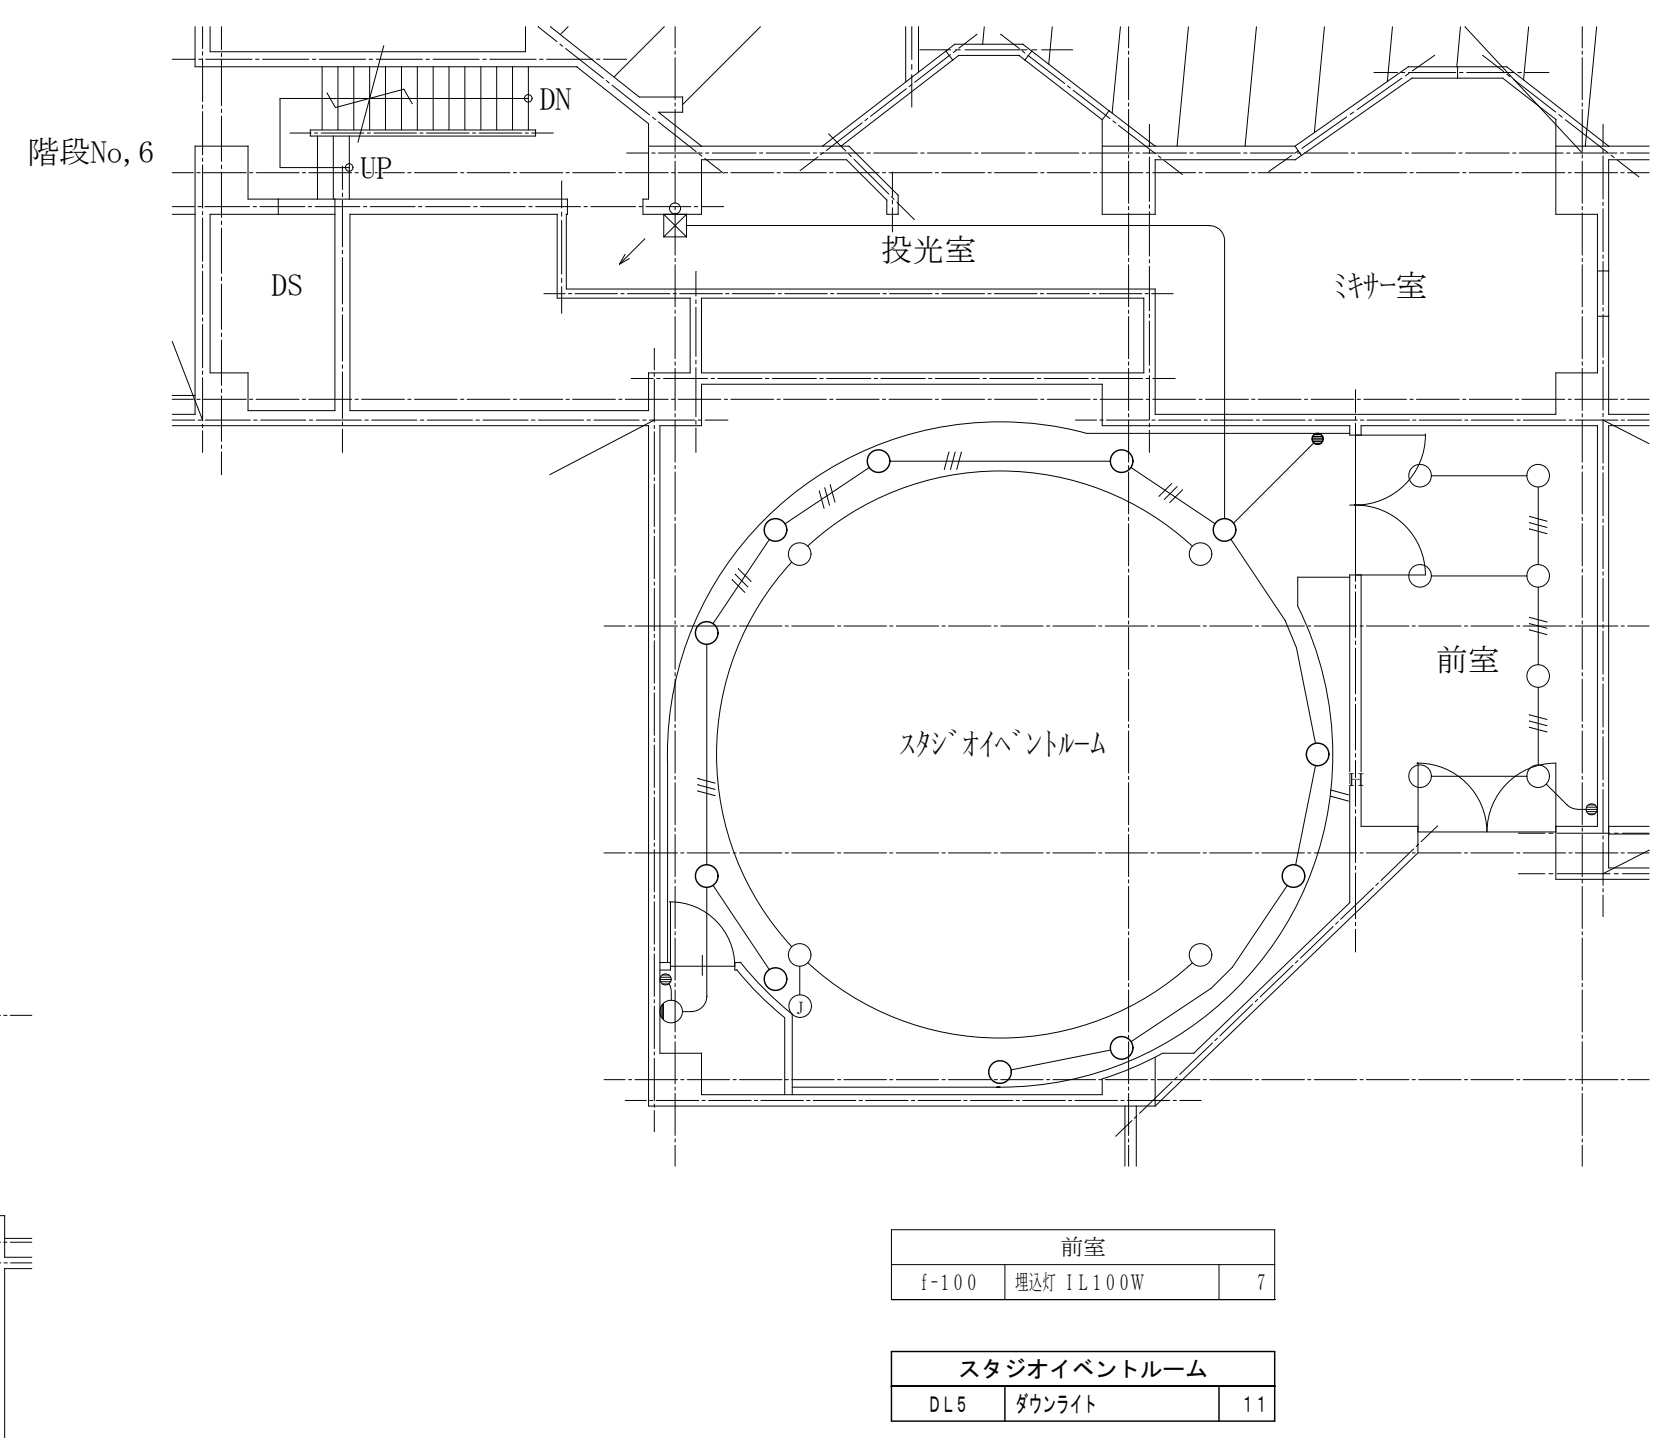 DN
階段No,6
UP
投光室
DS
ﾐｷｻｰ室
前室
スタジオイベントルーム
H
J
前室
f-100 埋込灯 IL100W 7
スタジオイベントルーム
DL5 ダウンライト 11